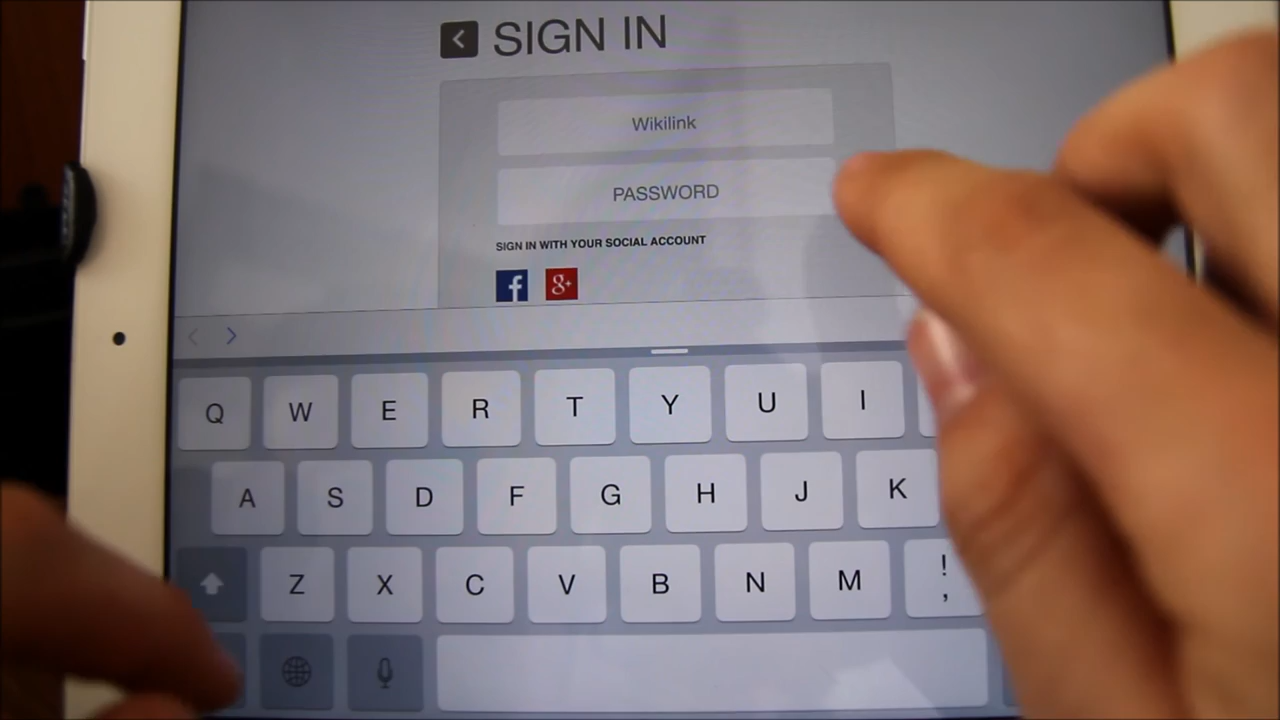 SIGN IN
Wikilink
PASSWORD
SIGN IN WITH YOUR SOCIAL ACCOUNT
f g+
Q W E R T Y U I
A S D F G H J K
Z X C V B N M ! ,